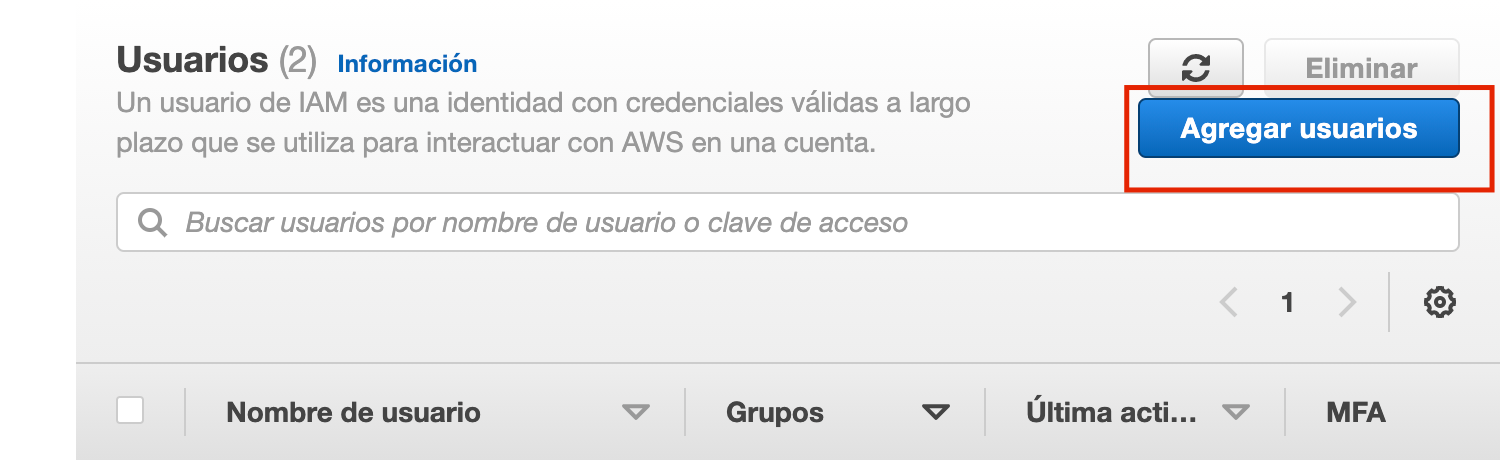 Usuarios (2) Información
Eliminar
Un usuario de IAM es una identidad con credenciales válidas a largo
plazo que se utiliza para interactuar con AWS en una cuenta.
Agregar usuarios
Buscar usuarios por nombre de usuario o clave de acceso
1
Nombre de usuario Grupos Última acti... MFA